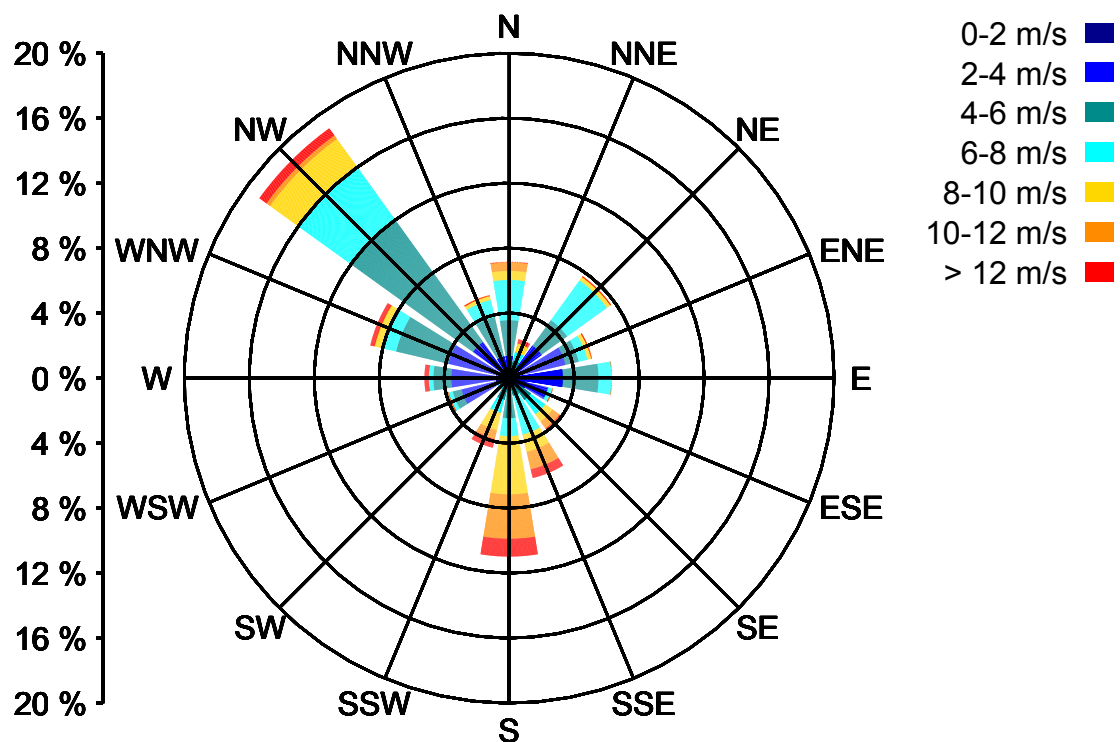 20 %
16 %
12 %
8 %
4 %
0 %
4 %
8 %
12 %
16 %
20 %
N
NNE
NE
ENE
E
ESE
SE
SSE
S
SSW
SW
WSW
W
WNW
NW
NNW
0-2 m/s
2-4 m/s
4-6 m/s
6-8 m/s
8-10 m/s
10-12 m/s
> 12 m/s